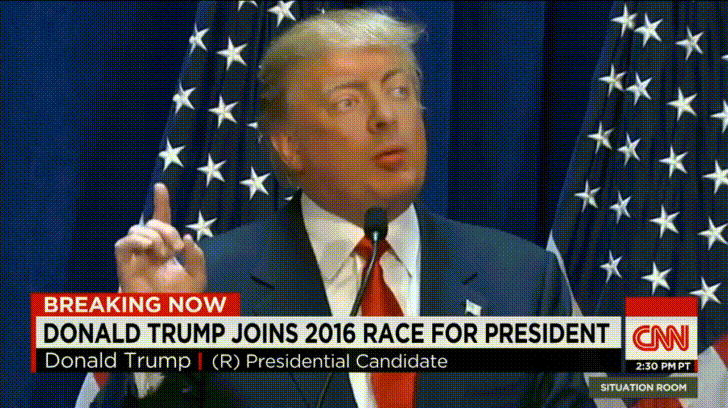 BREAKING NOW
DONALD TRUMP JOINS 2016 RACE FOR PRESIDENT
Donald Trump | (R) Presidential Candidate
CNN
2:30 PM PT
SITUATION ROOM